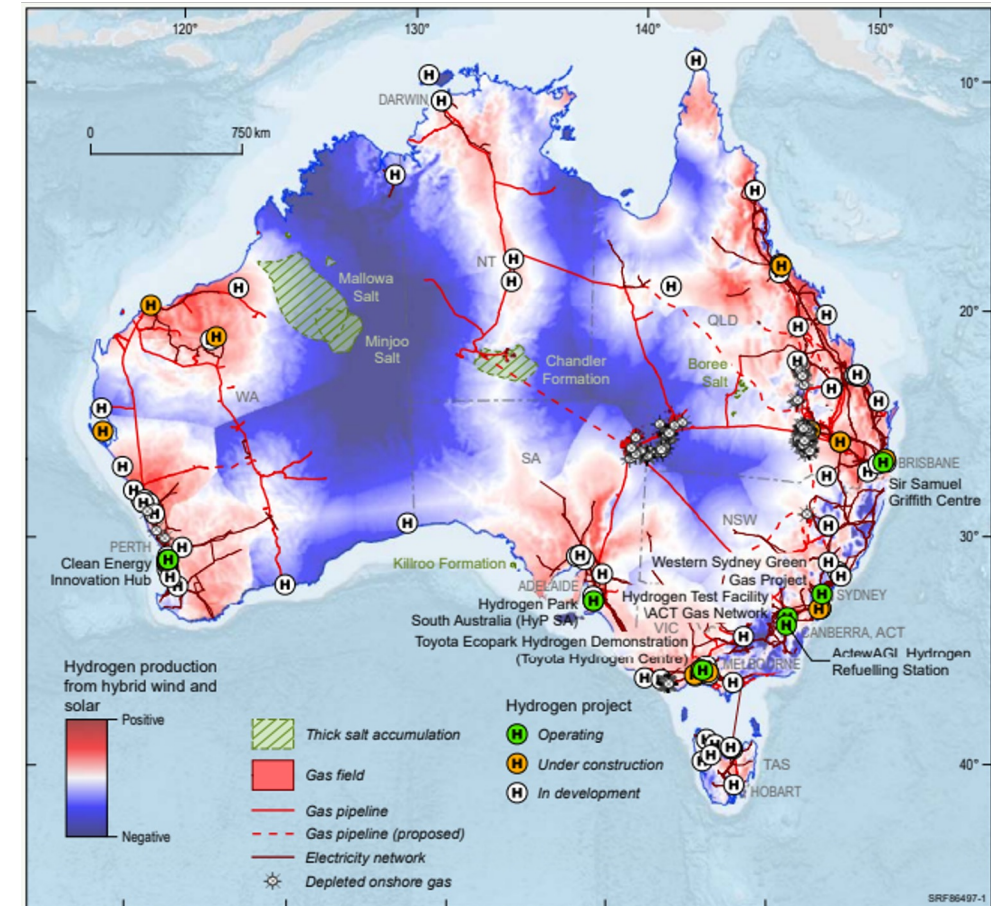 120°
130°
140°
150°
10°
20°
30°
40°
0
750 km
DARWIN
NT
Mallowa
Salt
Minjoo
Salt
Chandler
Formation
QLD
Boree
Salt
WA
SA
BRISBANE
Sir Samuel
Griffith Centre
NSW
PERTH
Clean Energy
Innovation Hub
Killroo Formation
ADELAIDE
Hydrogen Park
South Australia (HyP SA)
Western Sydney Green
Gas Project
Hydrogen Test Facility
\ACT Gas Network
SYDNEY
VIC
Toyota Ecopark Hydrogen Demonstration
(Toyota Hydrogen Centre)
MELBOURNE
CANBERRA, ACT
ActewAGL Hydrogen
Refuelling Station
TAS
HOBART
Hydrogen production
from hybrid wind and
solar
Positive
Negative
Thick salt accumulation
Gas field
Gas pipeline
Gas pipeline (proposed)
Electricity network
Depleted onshore gas
Hydrogen project
H Operating
H Under construction
H In development
SRF86497-1